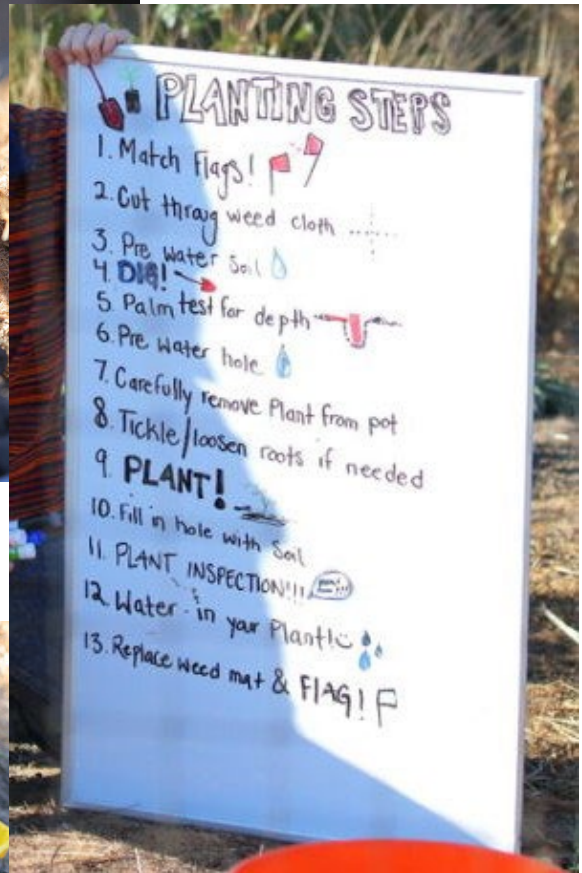 PLANTING STEPS
1. Match Flags!
2. Cut throug weed cloth
3. Pre Water Soil
4. DIG!
5. Palm test for depth
6. Pre water hole
7. Carefully remove Plant from pot
8. Tickle/loosen roots if needed
9. PLANT!
10. Fill in hole with Soil
11. PLANT INSPECTION!!!
12. Water-in your Plant!
13. Replace weed mat & FLAG!